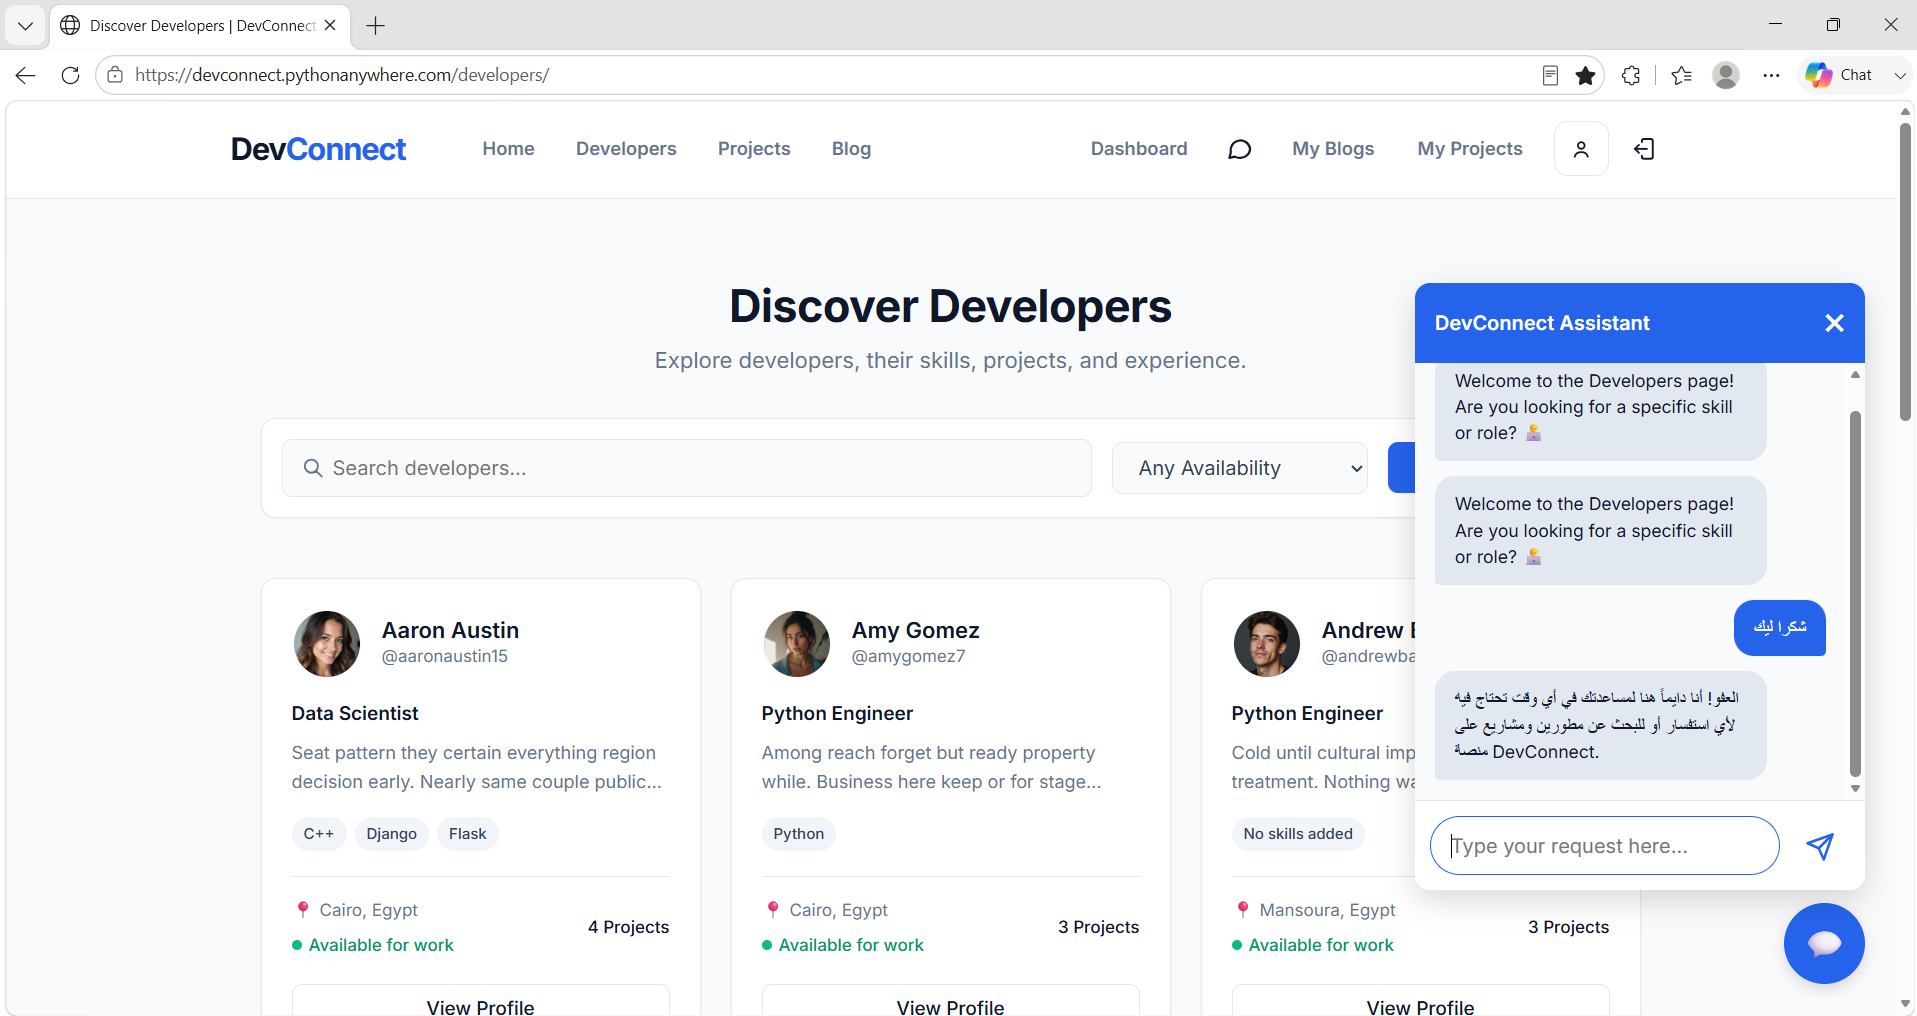 Discover Developers | DevConnect
https://devconnect.pythonanywhere.com/developers/
Chat
DevConnect
Home
Developers
Projects
Blog
Dashboard
My Blogs
My Projects
Discover Developers
Explore developers, their skills, projects, and experience.
Search developers...
Any Availability
Aaron Austin
@aaronaustin15
Data Scientist
Seat pattern they certain everything region
decision early. Nearly same couple public...
C++
Django
Flask
Cairo, Egypt
Available for work
4 Projects
View Profile
Amy Gomez
@amygomez7
Python Engineer
Among reach forget but ready property
while. Business here keep or for stage...
Python
Cairo, Egypt
Available for work
3 Projects
View Profile
Andrew
@andrewba
Python Engineer
Cold until cultural imp
treatment. Nothing wa
No skills added
Mansoura, Egypt
Available for work
3 Projects
View Profile
DevConnect Assistant
Welcome to the Developers page!
Are you looking for a specific skill
or role? 🧑‍💻
Welcome to the Developers page!
Are you looking for a specific skill
or role? 🧑‍💻
شكرا ليك
العفو! أنا دايماً هنا لمساعدتك في أي وقت تحتاج فيه
لأي استفسار أو للبحث عن مطورين ومشاريع على
منصة DevConnect.
Type your request here...